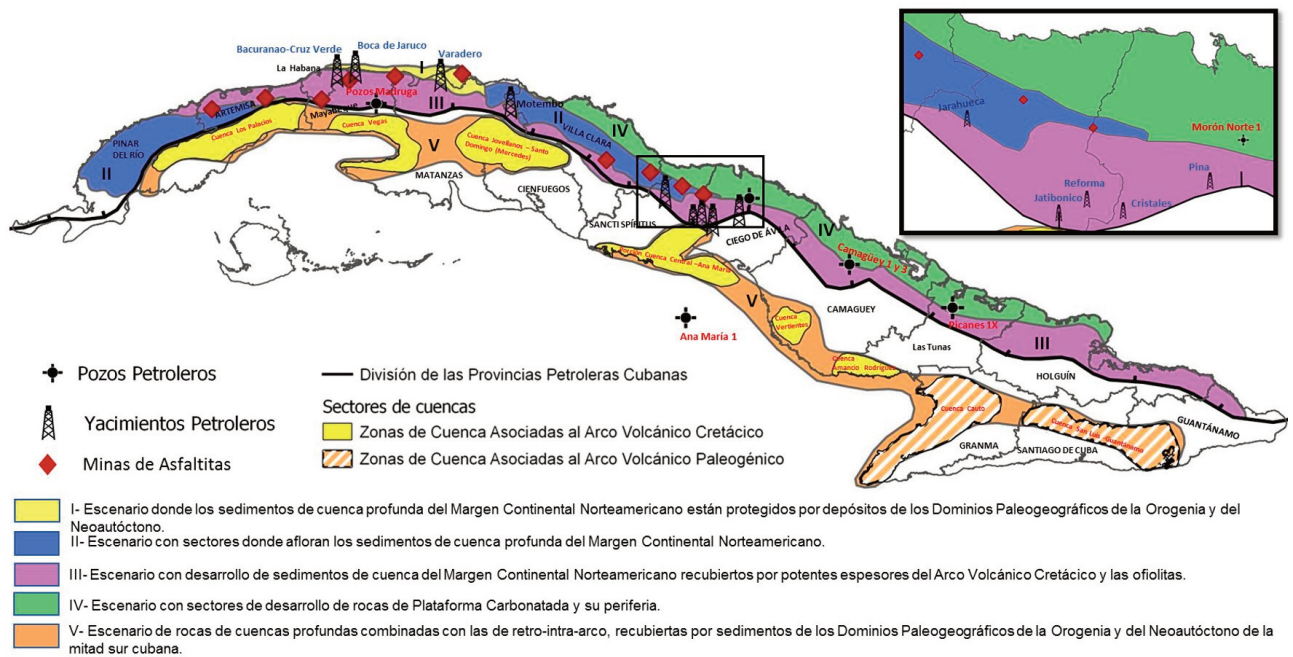 Bacuranao-Cruz Verde
Boca de Jaruco
Varadero
La Habana
I
Pozos Madruga
Motembo
ARTEMISA
Mayabeque
III
II
VILLA CLARA
IV
Cuenca Los Palacios
Cuenca Vegas
Cuenca Jovellanos – Santo
Domingo (Mercedes)
PINAR
DEL RÍO
II
V
MATANZAS
CIENFUEGOS
SANCTI SPÍRITUS
CIEGO DE ÁVILA
IV
Camagüey 1 y 3
Porción Cuenca Central –Ana María
V
Ana María 1
Cuenca
Vertientes
CAMAGUEY
Picanes 1X
III
Las Tunas
HOLGUÍN
Cuenca
Amancio Rodríguez
Cuenca Cauto
Cuenca San Luis -Guantánamo
GUANTÁNAMO
GRANMA
SANTIAGO DE CUBA
Jarahueca
Morón Norte 1
Pina
I
Reforma
Jatibonico
Cristales
Pozos Petroleros
Yacimientos Petroleros
Minas de Asfaltitas
División de las Provincias Petroleras Cubanas
Sectores de cuencas
Zonas de Cuenca Asociadas al Arco Volcánico Cretácico
Zonas de Cuenca Asociadas al Arco Volcánico Paleogénico
I- Escenario donde los sedimentos de cuenca profunda del Margen Continental Norteamericano están protegidos por depósitos de los Dominios Paleogeográficos de la Orogenia y del
Neoautóctono.
II- Escenario con sectores donde afloran los sedimentos de cuenca profunda del Margen Continental Norteamericano.
III- Escenario con desarrollo de sedimentos de cuenca del Margen Continental Norteamericano recubiertos por potentes espesores del Arco Volcánico Cretácico y las ofiolitas.
IV- Escenario con sectores de desarrollo de rocas de Plataforma Carbonatada y su periferia.
V- Escenario de rocas de cuencas profundas combinadas con las de retro-intra-arco, recubiertas por sedimentos de los Dominios Paleogeográficos de la Orogenia y del Neoautóctono de la
mitad sur cubana.